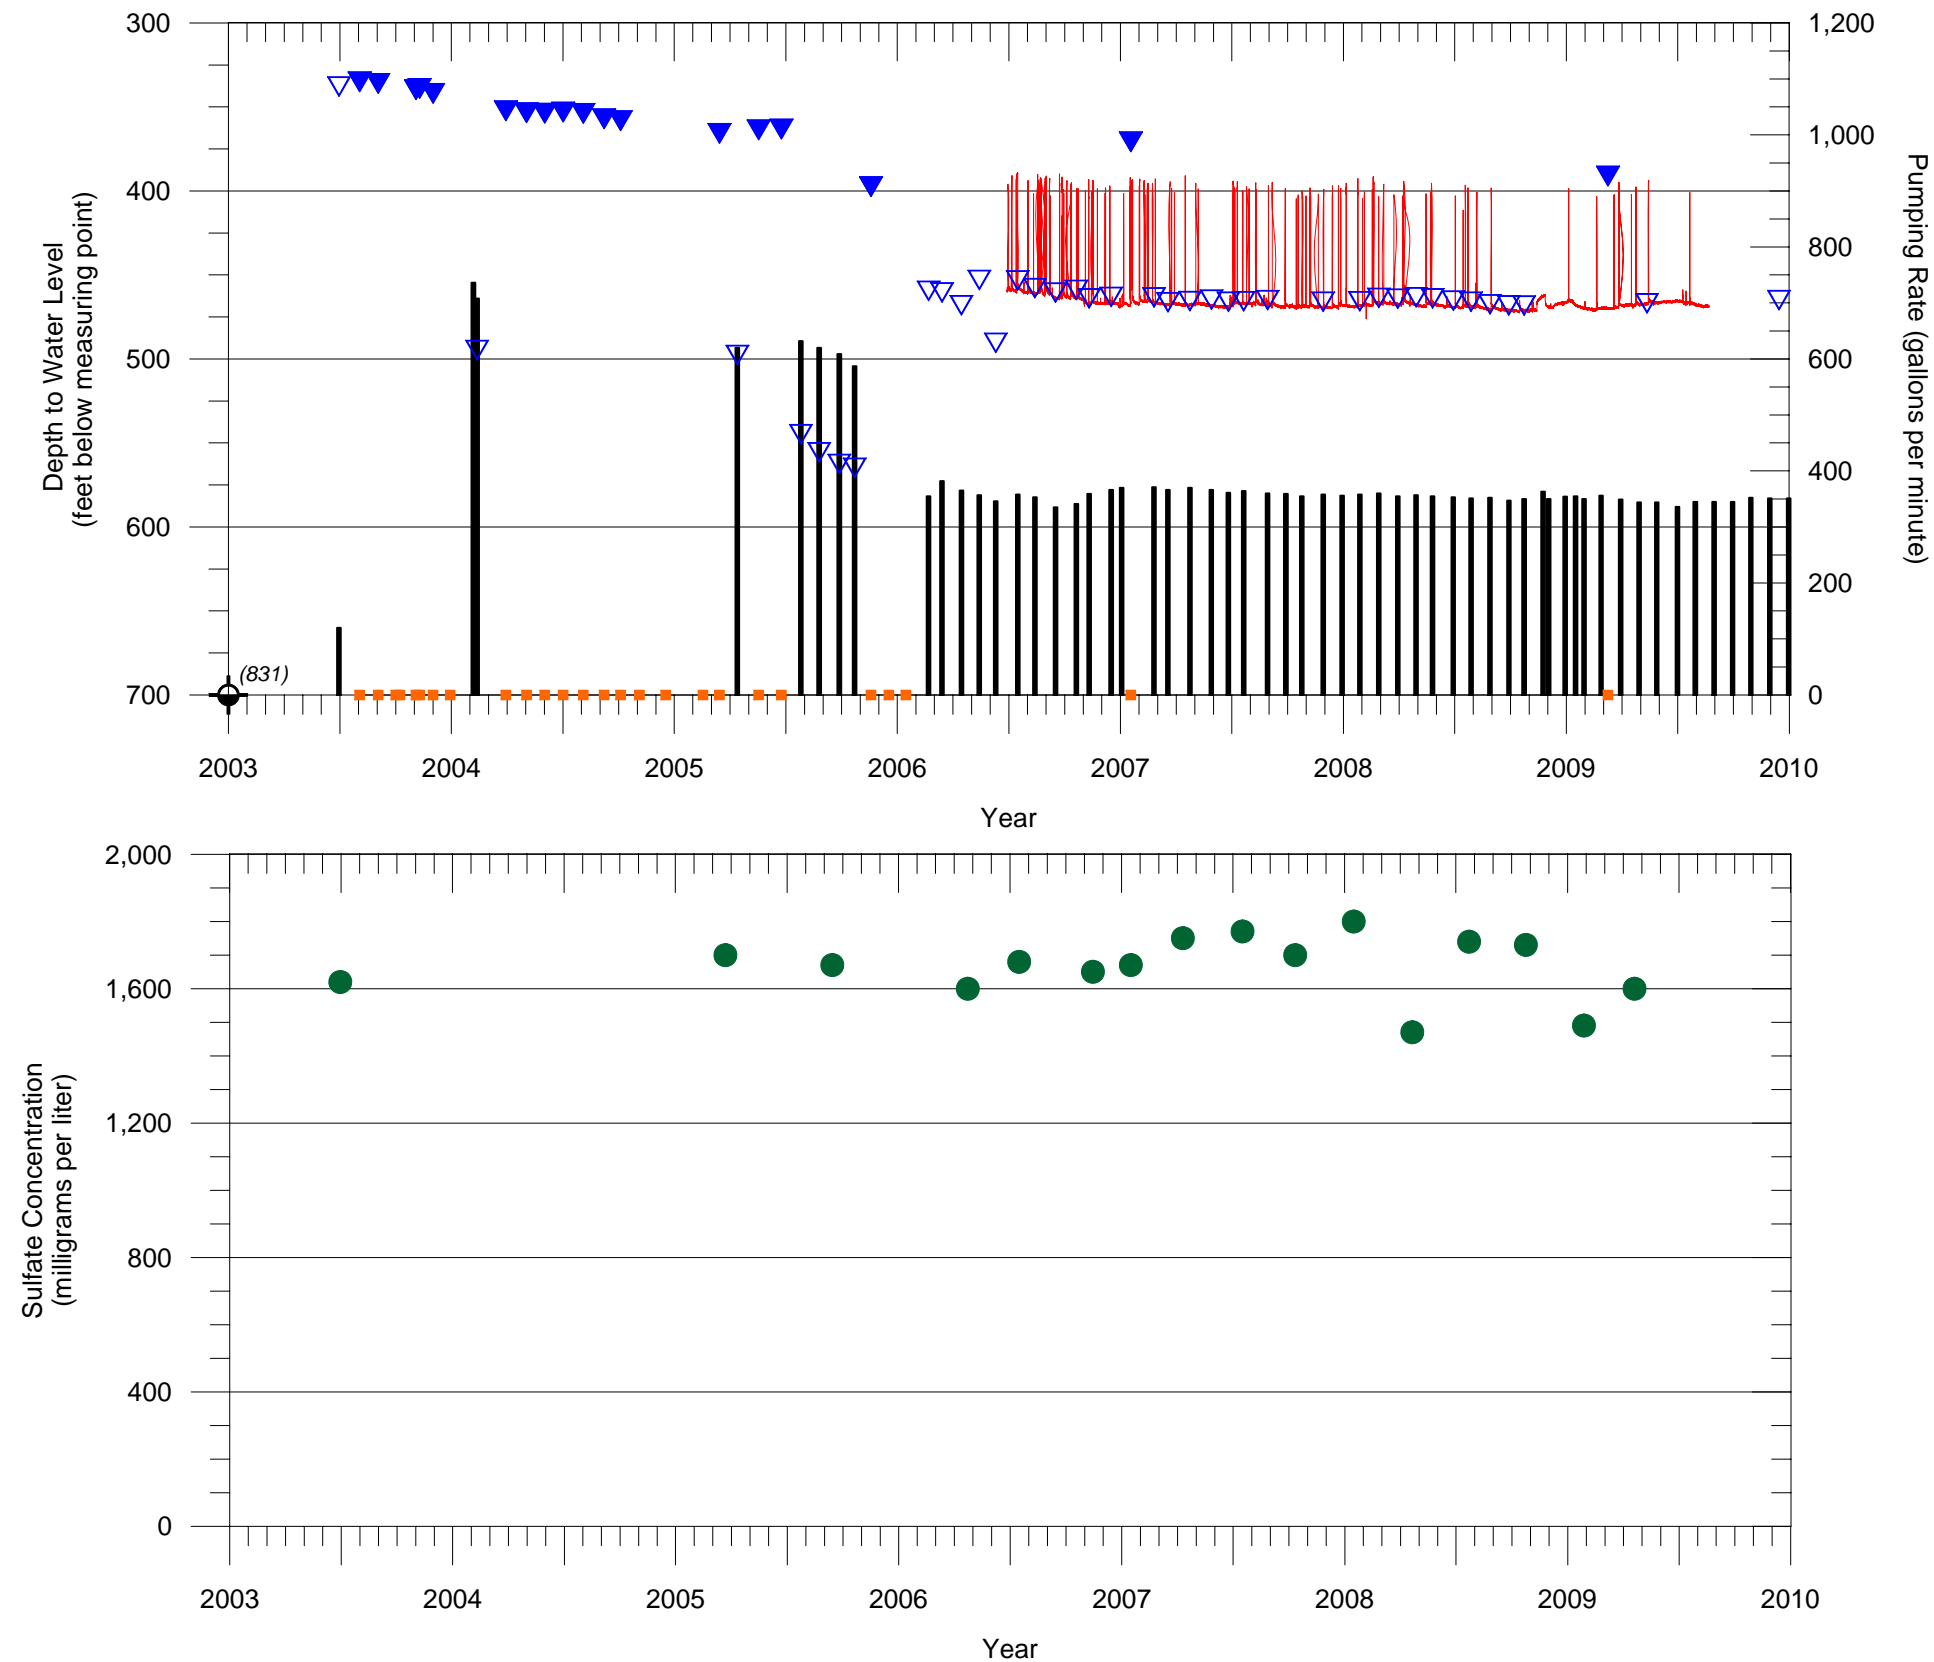 300
400
500
600
700
Depth to Water Level
(feet below measuring point)
1,200
1,000
800
600
400
200
0
Pumping Rate (gallons per minute)
(831)
2003 2004 2005 2006 2007 2008 2009 2010
Year
2,000
1,600
1,200
800
400
0
Sulfate Concentration
(milligrams per liter)
2003 2004 2005 2006 2007 2008 2009 2010
Year